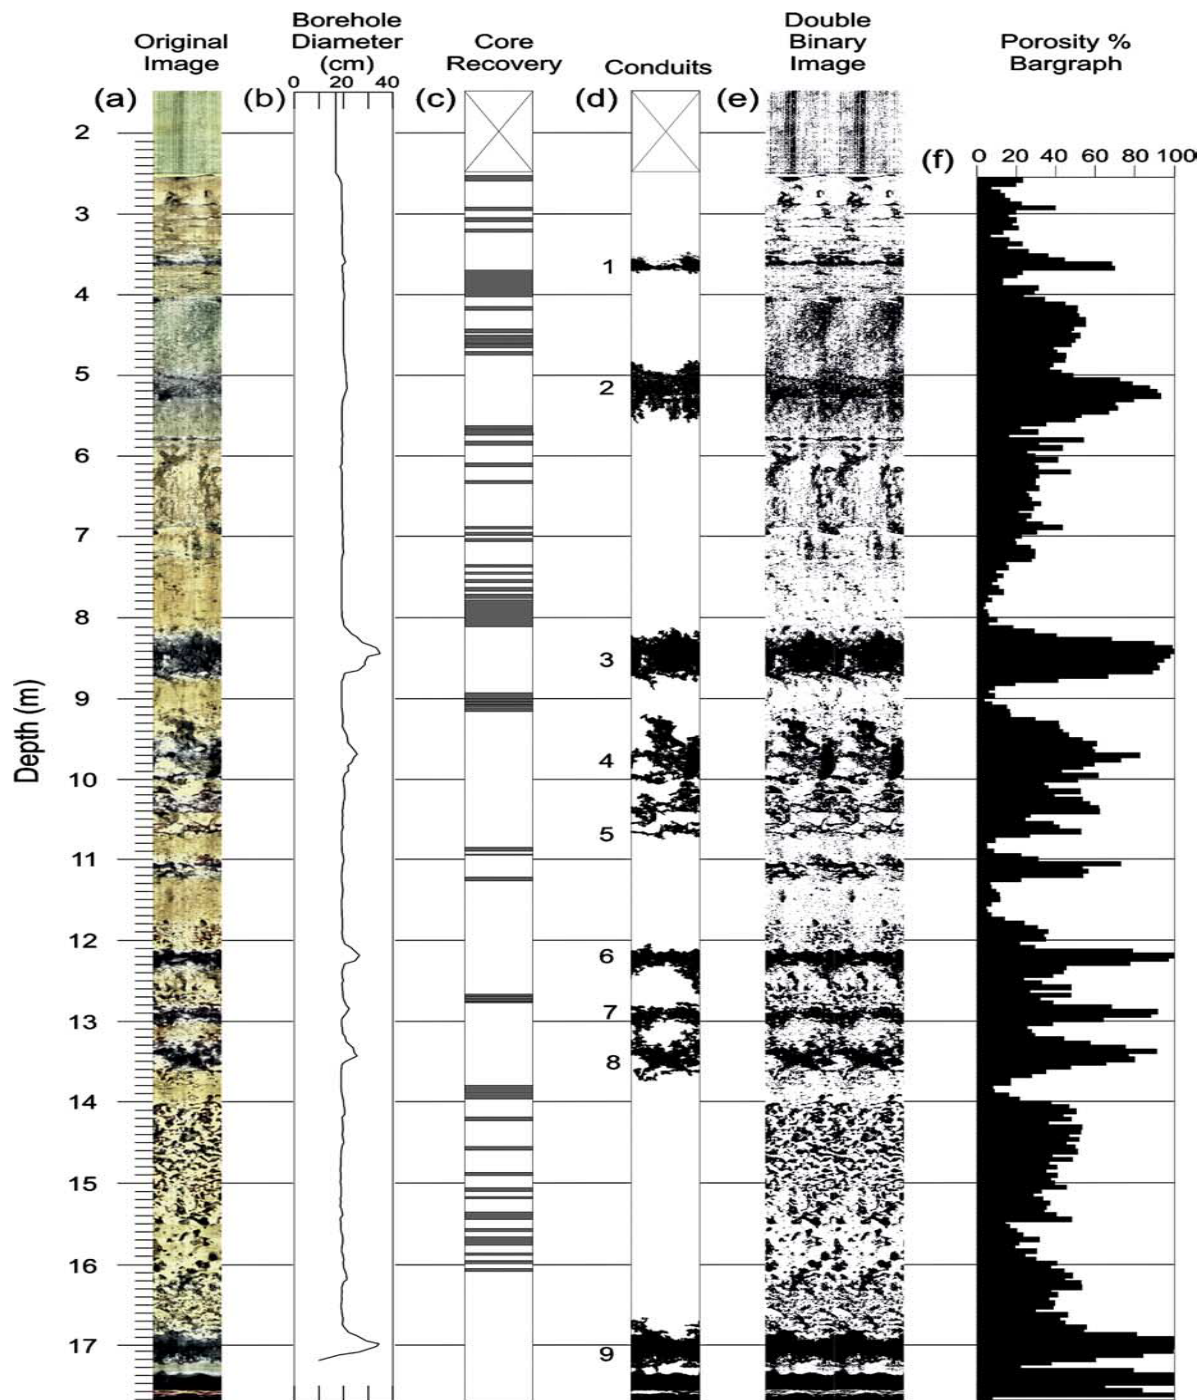 Original
Image
Borehole
Diameter
(cm)
Core
Recovery
Conduits
Double
Binary
Image
Porosity %
Bargraph
(a)
(b)
0 20 40
(c)
(d)
(e)
(f)
0 20 40 60 80 100
Depth (m)
2
3
4
5
6
7
8
9
10
11
12
13
14
15
16
17
1
2
3
4
5
6
7
8
9